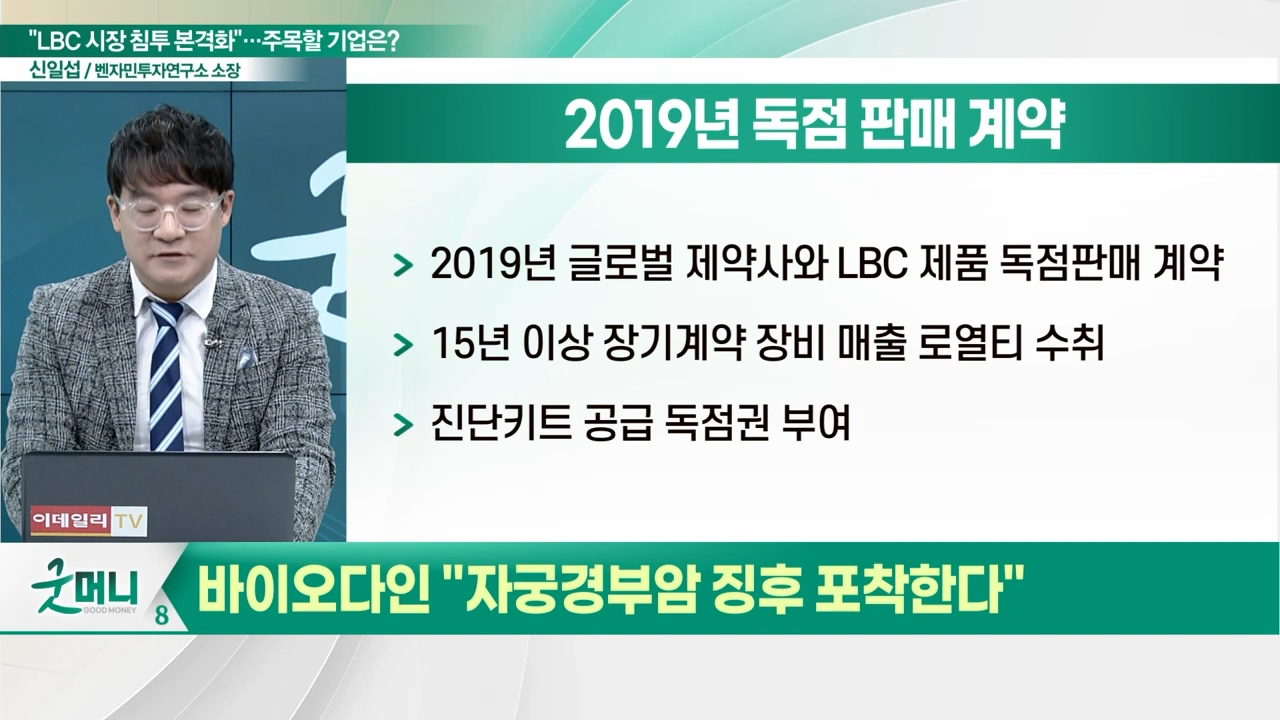 "LBC 시장 침투 본격화"…주목할 기업은?
신일섭 / 벤자민투자연구소 소장
2019년 독점 판매 계약
> 2019년 글로벌 제약사와 LBC 제품 독점판매 계약
> 15년 이상 장기계약 장비 매출 로열티 수취
> 진단키트 공급 독점권 부여
이데일리 TV
굿머니
GOOD MONEY
8
바이오다인 "자궁경부암 징후 포착한다"